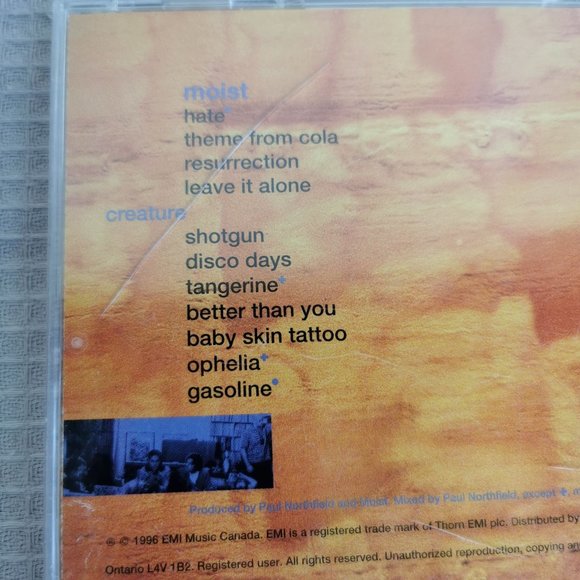 moist
hate*
theme from cola
resurrection
leave it alone
creature
shotgun
disco days
tangerine+
better than you
baby skin tattoo
ophelia+
gasoline*
Produced by Paul Northfield and Moist. Mixed by Paul Northfield, except +,
℗ © 1996 EMI Music Canada. EMI is a registered trade mark of Thorn EMI plc. Distributed by
Ontario L4V 1B2. Registered user. All rights reserved. Unauthorized reproduction, copying